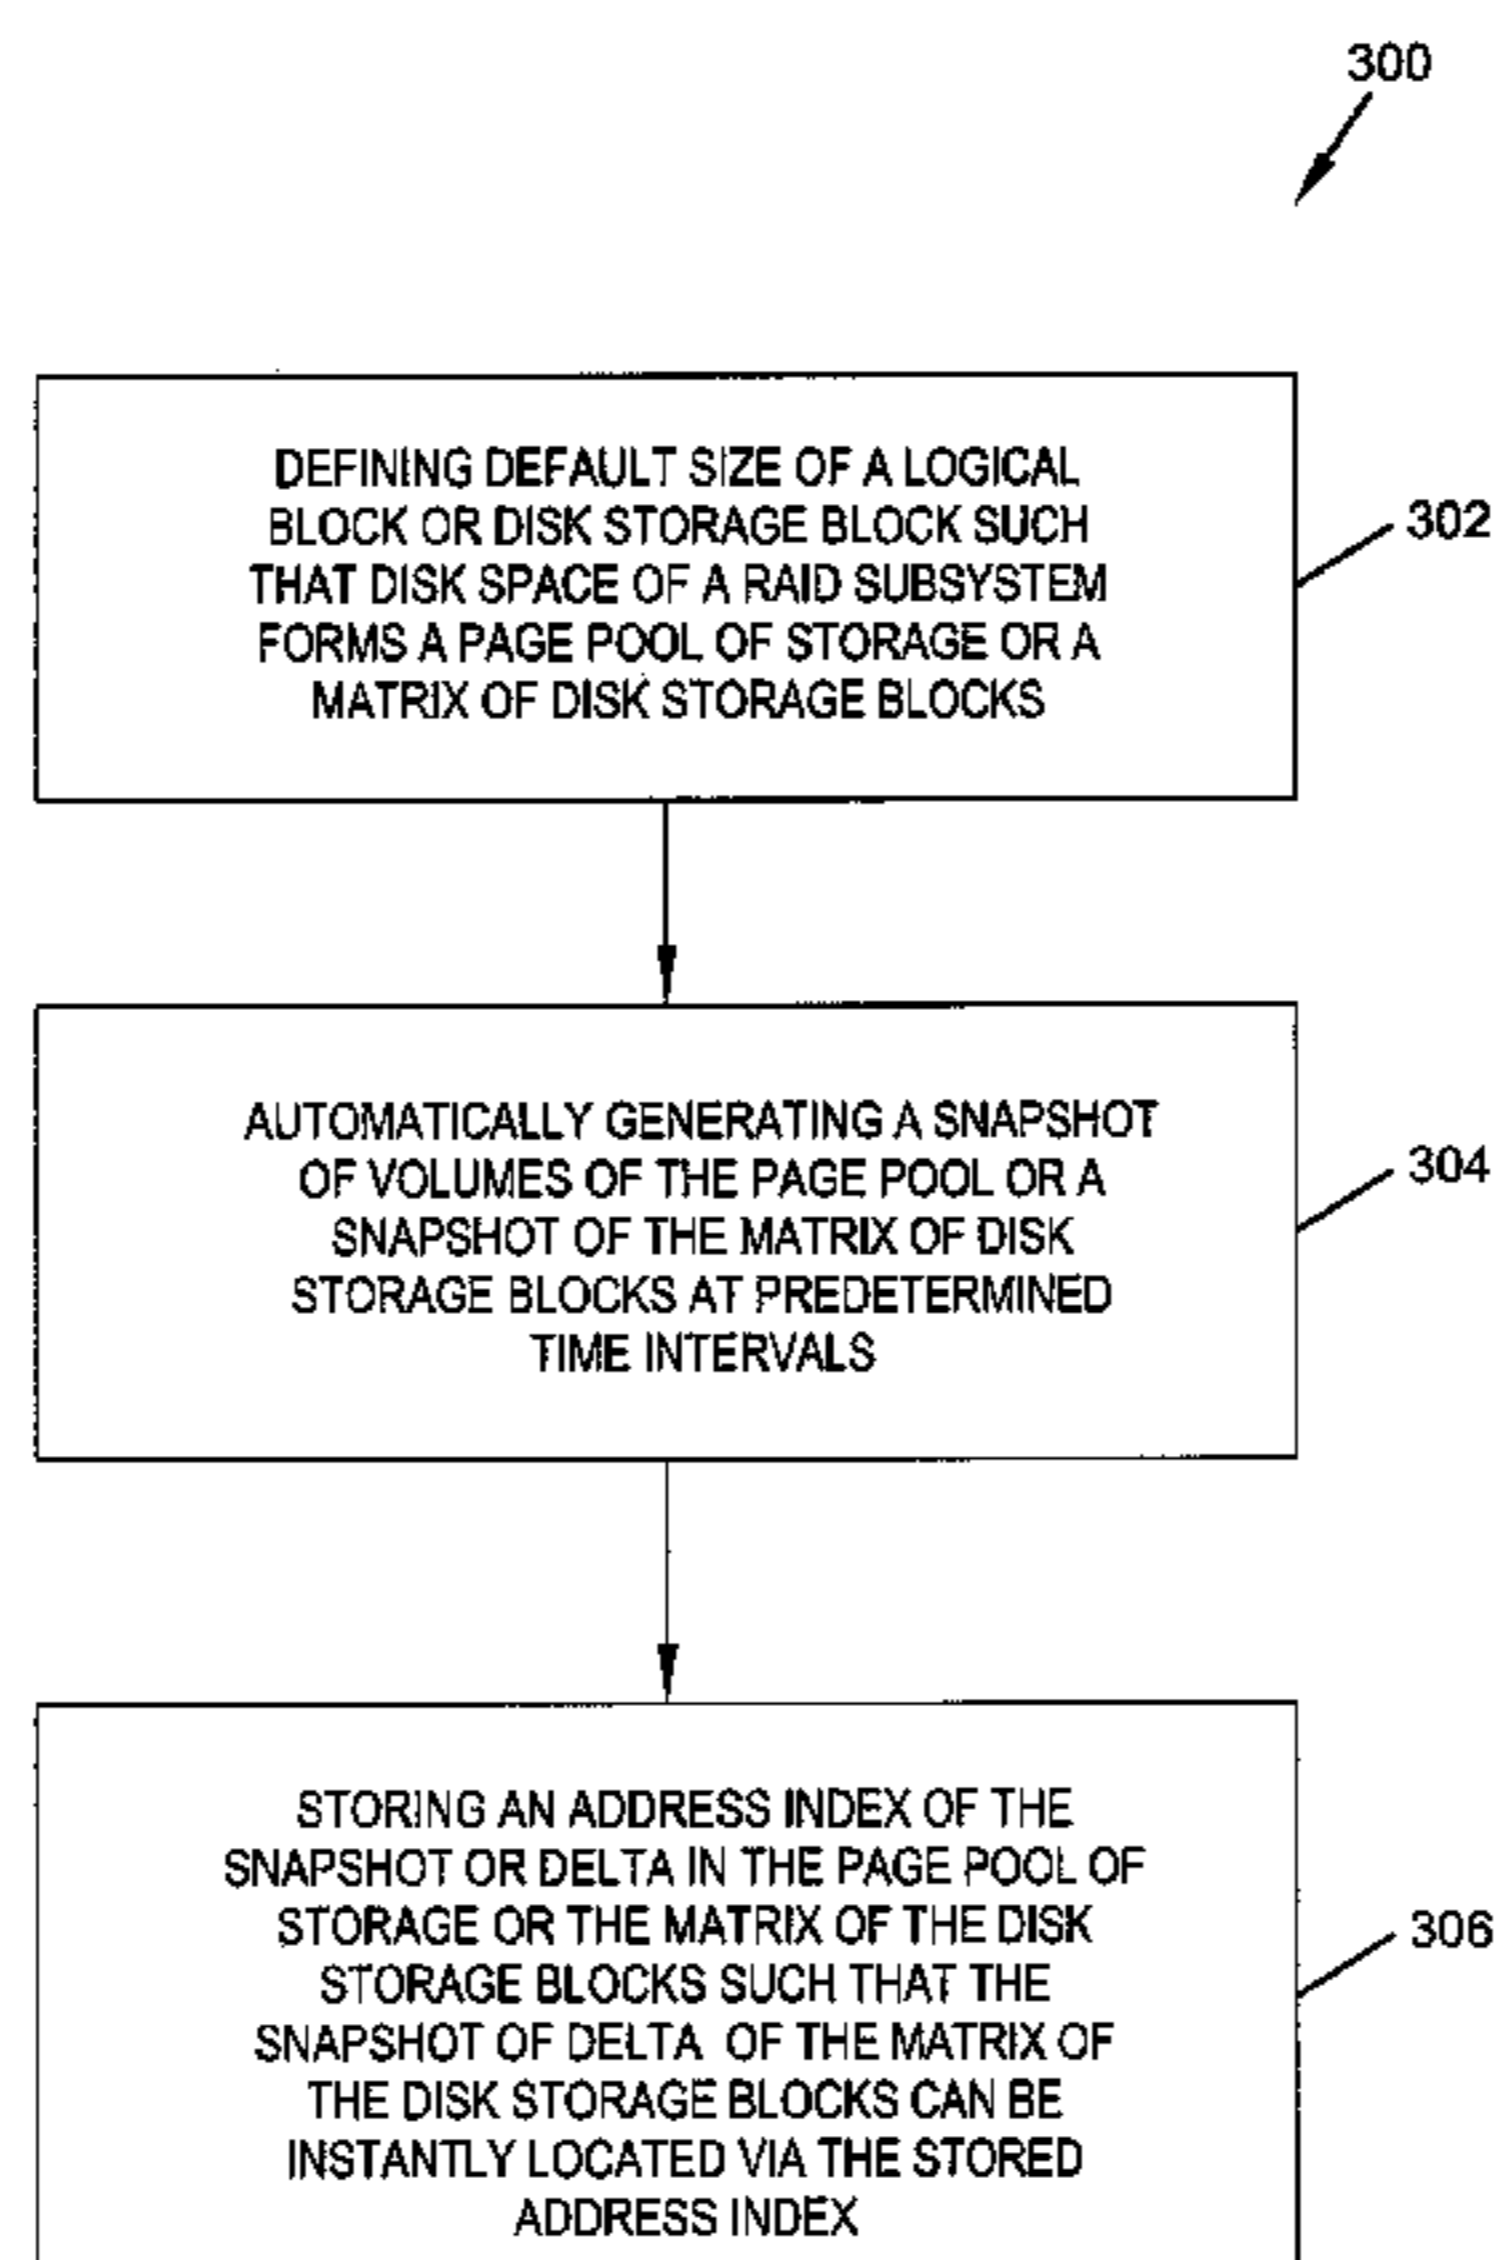 300
DEFINING DEFAULT SIZE OF A LOGICAL
BLOCK OR DISK STORAGE BLOCK SUCH
THAT DISK SPACE OF A RAID SUBSYSTEM
FORMS A PAGE POOL OF STORAGE OR A
MATRIX OF DISK STORAGE BLOCKS
302
AUTOMATICALLY GENERATING A SNAPSHOT
OF VOLUMES OF THE PAGE POOL OR A
SNAPSHOT OF THE MATRIX OF DISK
STORAGE BLOCKS AT PREDETERMINED
TIME INTERVALS
304
STORING AN ADDRESS INDEX OF THE
SNAPSHOT OR DELTA IN THE PAGE POOL OF
STORAGE OR THE MATRIX OF THE DISK
STORAGE BLOCKS SUCH THAT THE
SNAPSHOT OF DELTA OF THE MATRIX OF
THE DISK STORAGE BLOCKS CAN BE
INSTANTLY LOCATED VIA THE STORED
ADDRESS INDEX
306